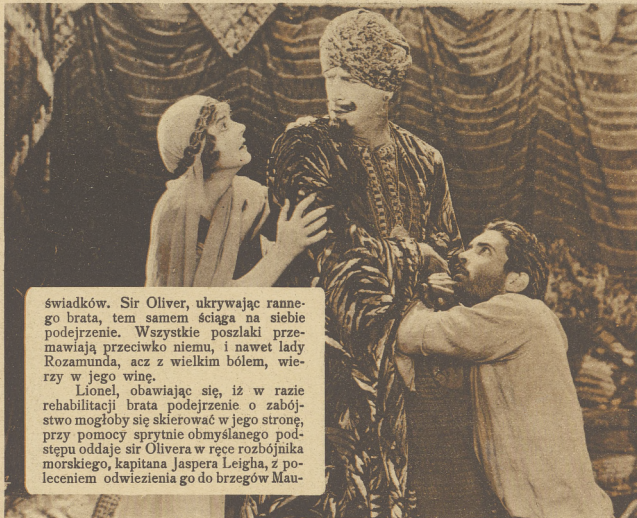 świadków. Sir Oliver, ukrywając ranne-
go brata, tem samem ściąga na siebie
podejrzenie. Wszystkie poszlaki prze-
mawiają przeciwko niemu, i nawet lady
Rozamunda, acz z wielkim bólem, wie-
rzy w jego winę.
Lionel, obawiając się, iż w razie
rehabilitacji brata podejrzenie o zabój-
stwo mogłoby się skierować w jego stronę,
przy pomocy sprytnie obmyślanego pod-
stępu oddaje sir Olivera w ręce rozbójnika
morskiego, kapitana Jaspera Leigha, z po-
leceniem odwiezienia go do brzegów Mau-